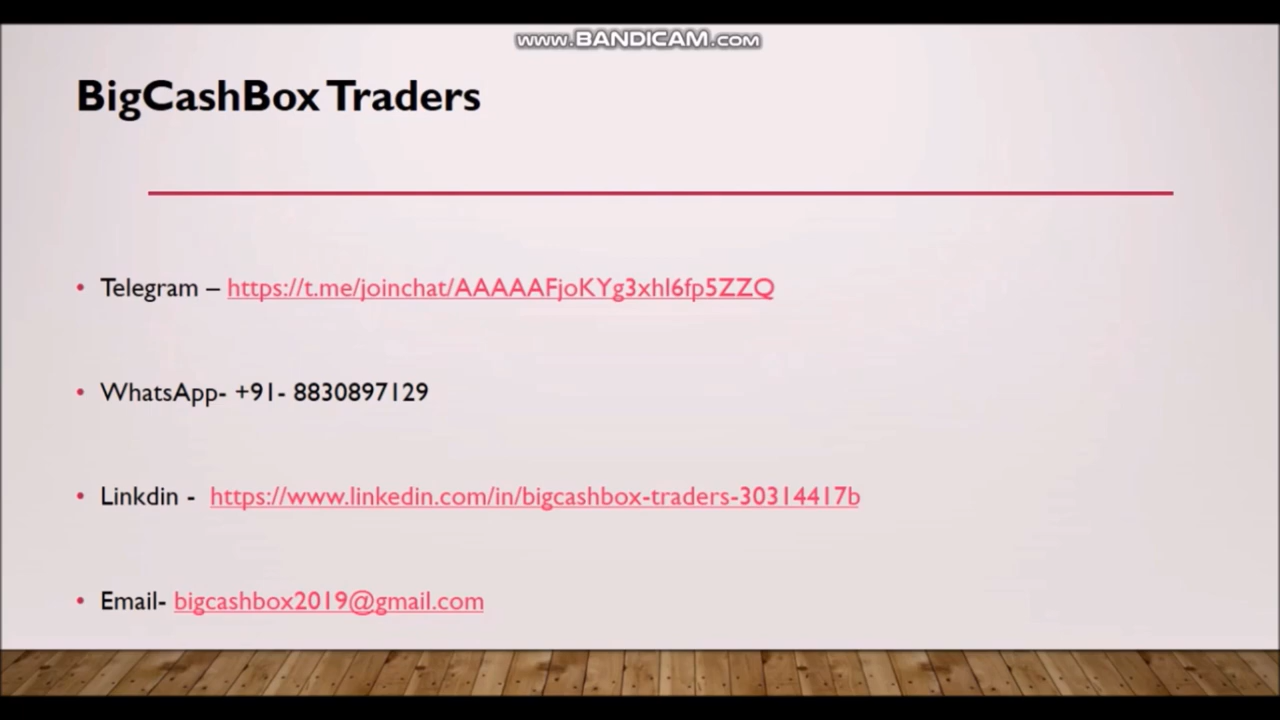 www.BANDICAM.com
BigCashBox Traders
• Telegram – https://t.me/joinchat/AAAAAFjoKYg3xhl6fp5ZZQ
• WhatsApp- +91- 8830897129
• Linkdin - https://www.linkedin.com/in/bigcashbox-traders-30314417b
• Email- bigcashbox2019@gmail.com